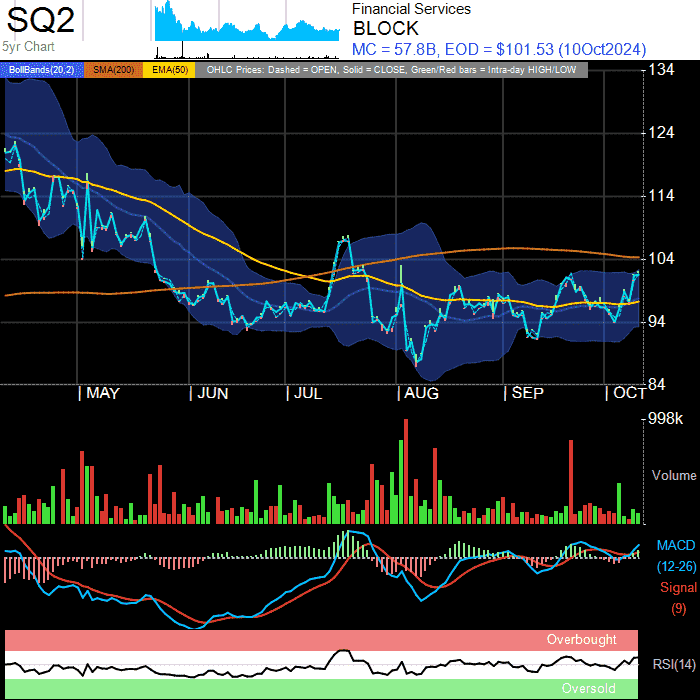 SQ2
5yr Chart
Financial Services
BLOCK
MC = 57.8B, EOD = $101.53 (10Oct2024)
BollBands(20,2) SMA(200) EMA(50) OHLC Prices: Dashed = OPEN, Solid = CLOSE, Green/Red bars = Intra-day HIGH/LOW
134
124
114
104
94
84
| MAY | JUN | JUL | AUG | SEP | OCT
998k
Volume
MACD
(12-26)
Signal
(9)
Overbought
RSI(14)
Oversold